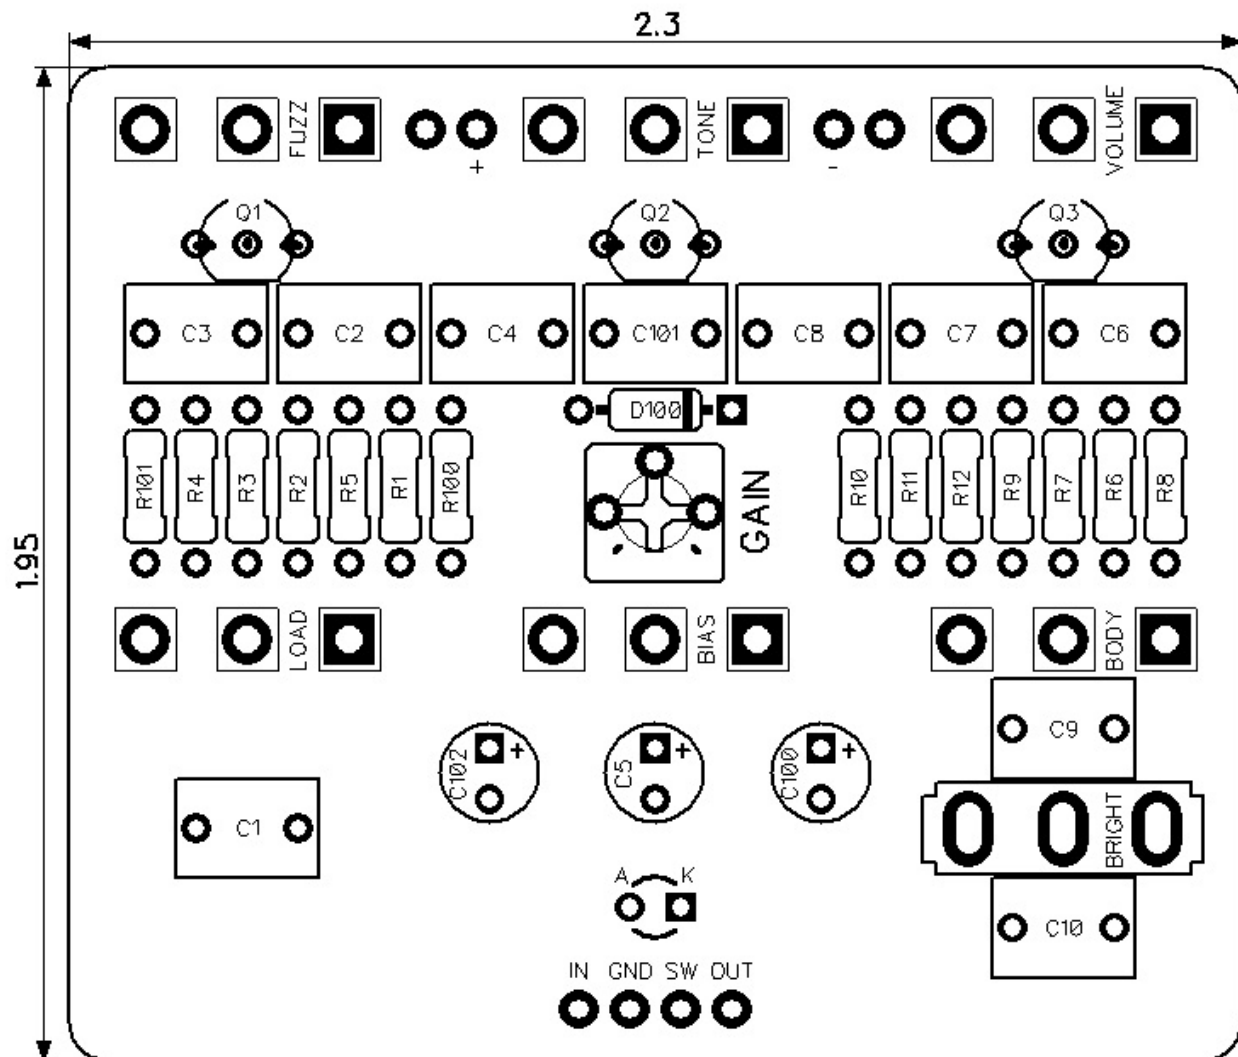 2.3
1.95
FUZZ
+
TONE
-
VOLUME
Q1 Q2 Q3
C3 C2 C4 C101 C8 C7 C6
D100
R101 R4 R3 R2 R5 R1 R100
GAIN
R10 R11 R12 R9 R7 R6 R8
LOAD BIAS BODY
C102 + C5 + C100 +
C9
C1
BRIGHT
C10
A K
IN GND SW OUT